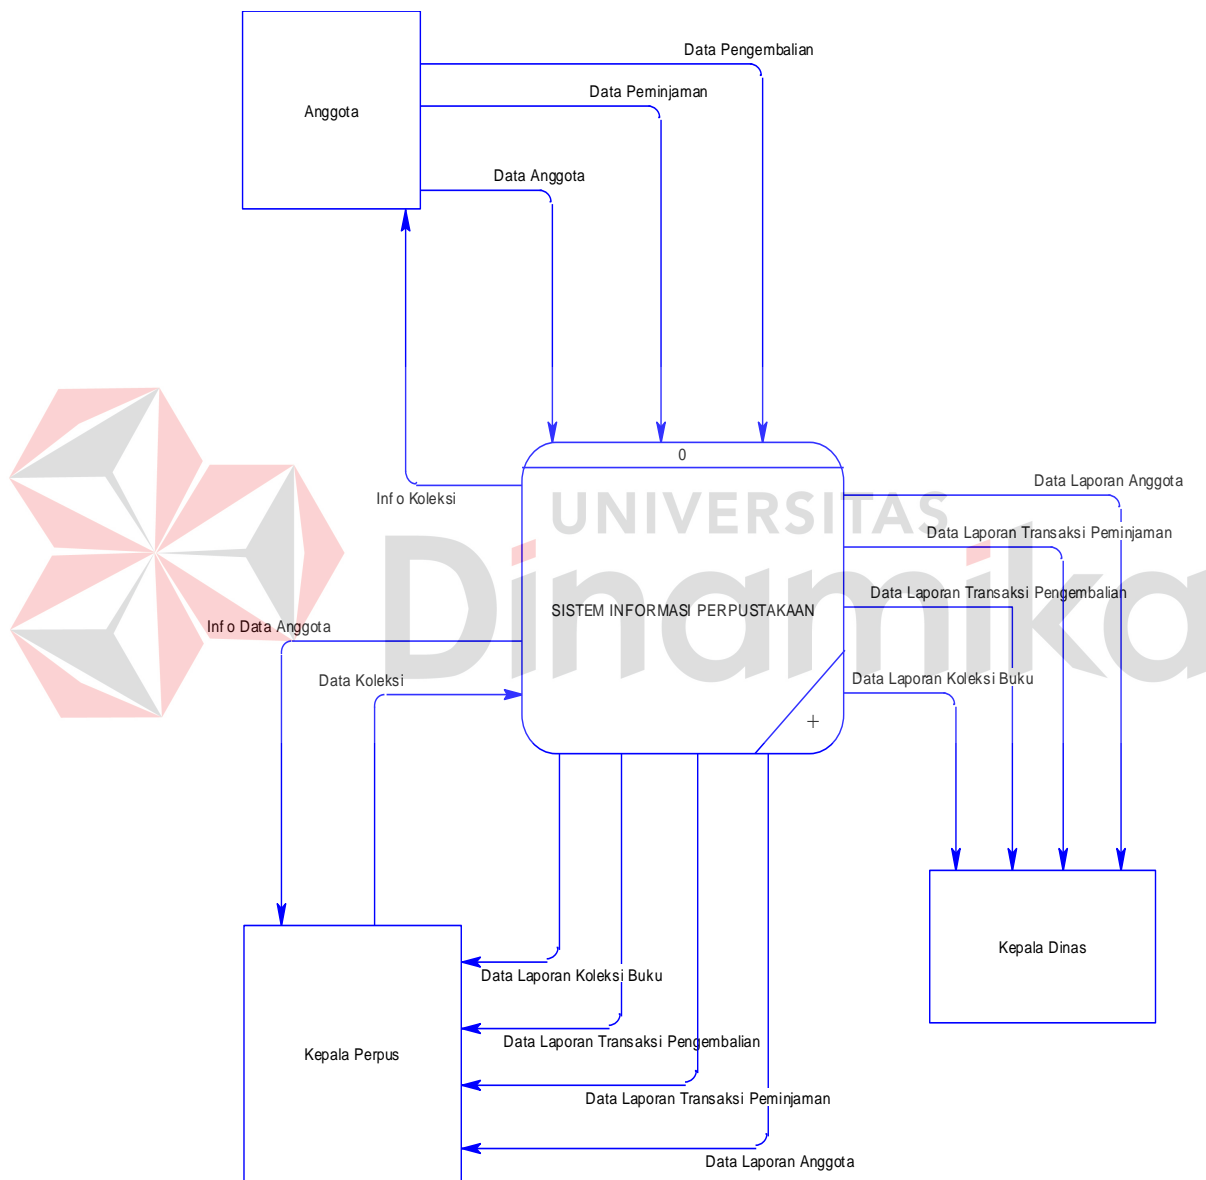 Data Pengembalian
Data Peminjaman
Anggota
Data Anggota
0
Info Koleksi
Data Laporan Anggota
UNIVERSITAS
Dinamika
Data Laporan Transaksi Peminjaman
Data Laporan Transaksi Pengembalian
SISTEM INFORMASI PERPUSTAKAAN
Info Data Anggota
Data Koleksi
Data Laporan Koleksi Buku
+
Kepala Dinas
Data Laporan Koleksi Buku
Data Laporan Transaksi Pengembalian
Kepala Perpus
Data Laporan Transaksi Peminjaman
Data Laporan Anggota